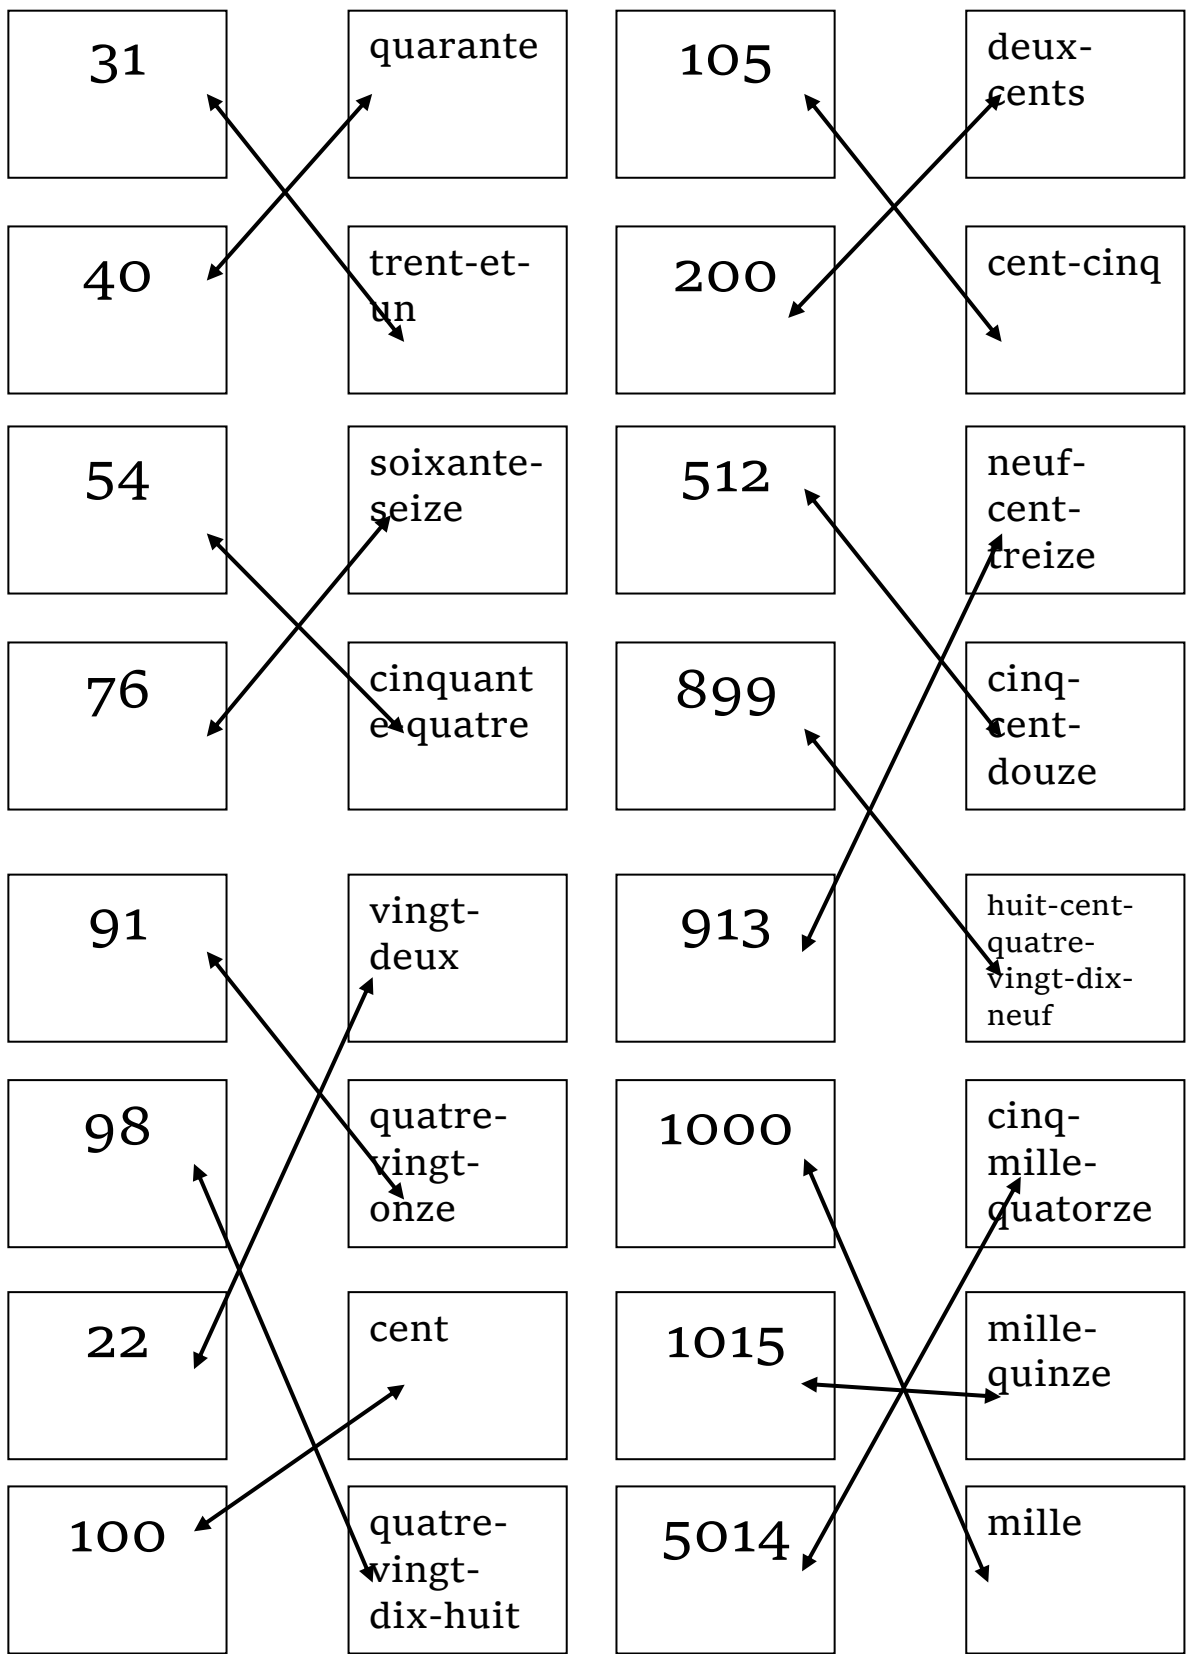 31
quarante
105
deux-
cents
40
trent-et-
un
200
cent-cinq
54
soixante-
seize
512
neuf-
cent-
treize
76
cinquant
e-quatre
899
cinq-
cent-
douze
91
vingt-
deux
913
huit-cent-
quatre-
vingt-dix-
neuf
98
quatre-
vingt-
onze
1000
cinq-
mille-
quatorze
22
cent
1015
mille-
quinze
100
quatre-
vingt-
dix-huit
5014
mille